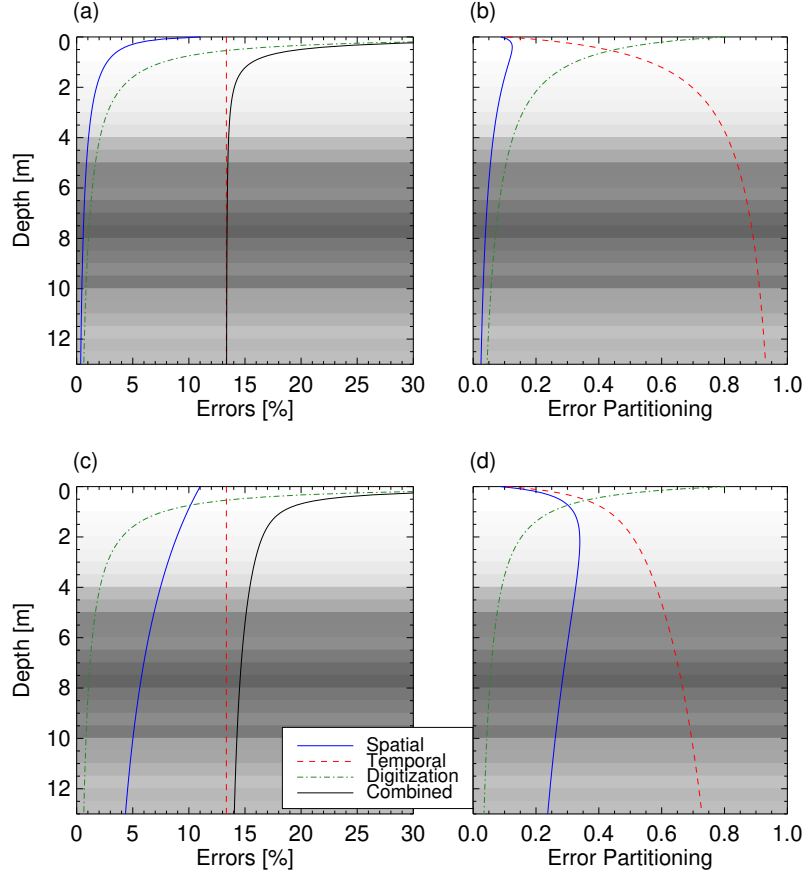 (a)
(b)
0
2
4
6
8
10
12
Depth [m]
0
5
10
15
20
25
30
Errors [%]
0.0
0.2
0.4
0.6
0.8
1.0
Error Partitioning
(c)
(d)
0
2
4
6
8
10
12
Depth [m]
Spatial
Temporal
Digitization
Combined
0
5
10
15
20
25
30
Errors [%]
0.0
0.2
0.4
0.6
0.8
1.0
Error Partitioning